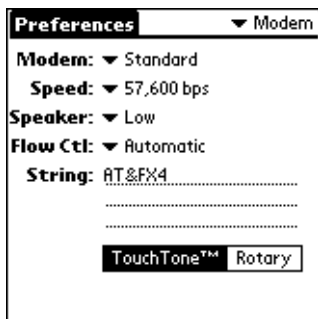 Preferences Modem
Modem: Standard
Speed: 57,600 bps
Speaker: Low
Flow Ctl: Automatic
String: AT&FX4
TouchTone™ Rotary